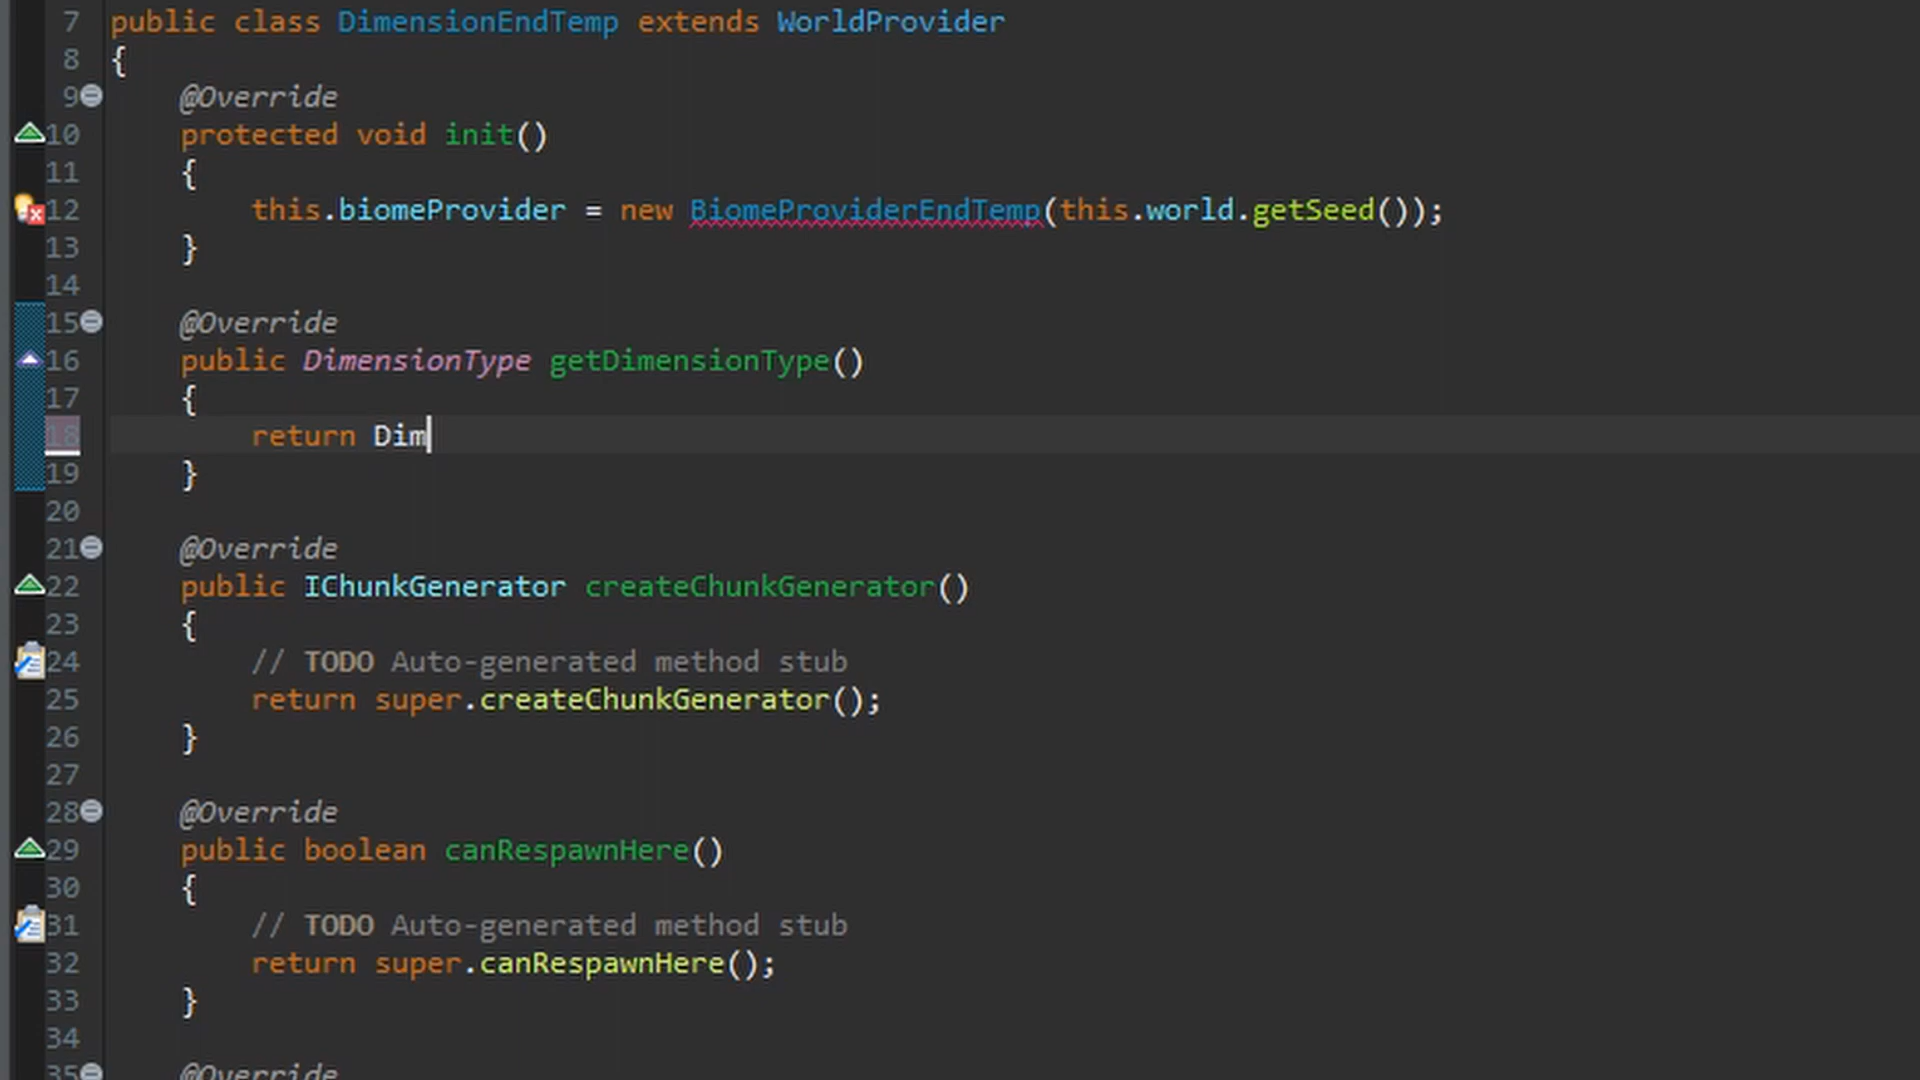 7 public class DimensionEndTemp extends WorldProvider
8 {
9 @Override
10 protected void init()
11 {
12 this.biomeProvider = new BiomeProviderEndTemp(this.world.getSeed());
13 }
14
15 @Override
16 public DimensionType getDimensionType()
17 {
18 return Dim
19 }
20
21 @Override
22 public IChunkGenerator createChunkGenerator()
23 {
24 // TODO Auto-generated method stub
25 return super.createChunkGenerator();
26 }
27
28 @Override
29 public boolean canRespawnHere()
30 {
31 // TODO Auto-generated method stub
32 return super.canRespawnHere();
33 }
34
35 @Override